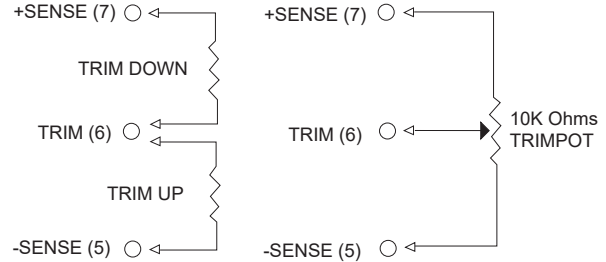 +SENSE (7)
TRIM DOWN
TRIM (6)
TRIM UP
-SENSE (5)
+SENSE (7)
TRIM (6)
10K Ohms
TRIMPOT
-SENSE (5)